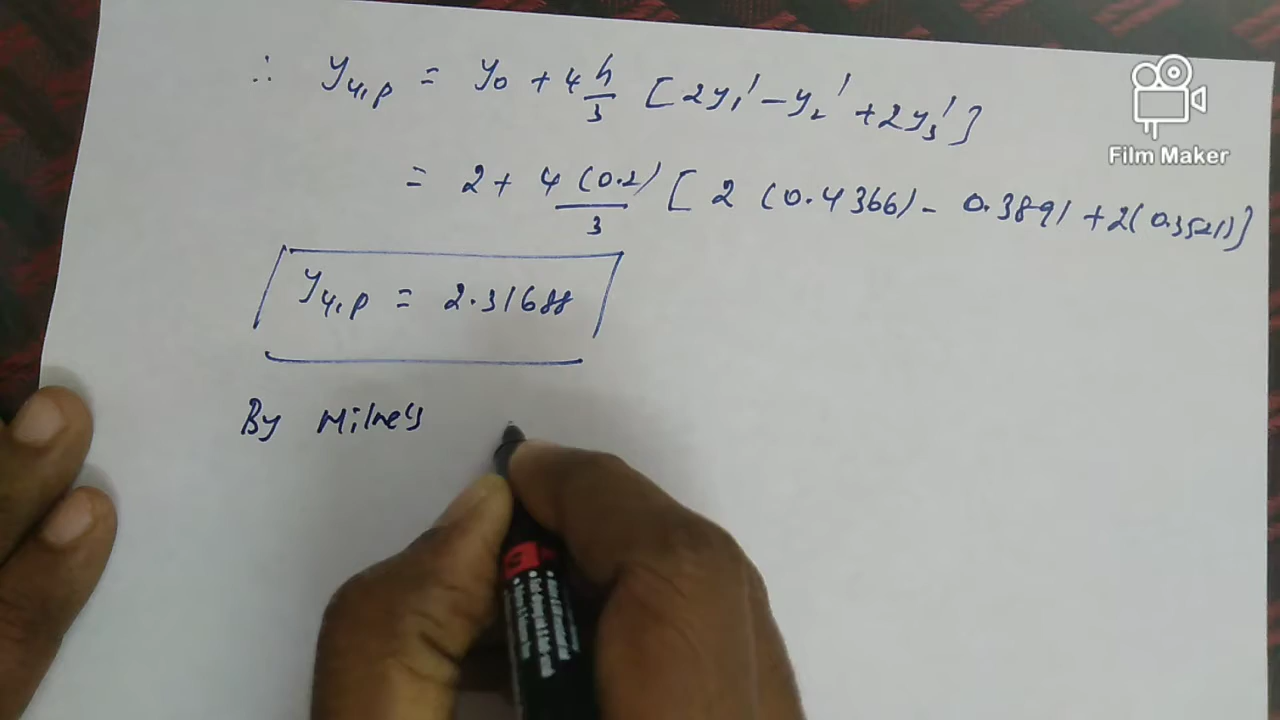 ∴ y4,p = y0 + 4h/3 [2y1' - y2' + 2y3']
= 2 + 4(0.2)/3 [2(0.4366) - 0.3891 + 2(0.3521)]
y4,p = 2.31688
By Milne's
Film Maker